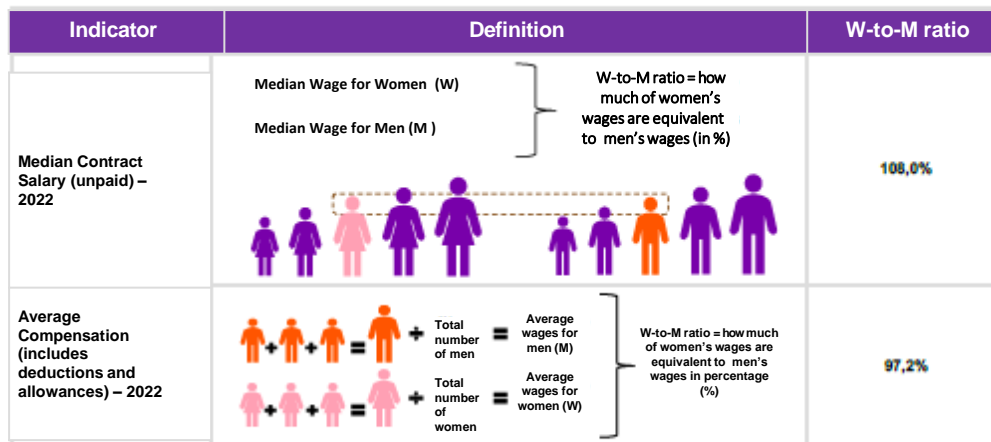 Indicator
Definition
W-to-M ratio
Median Contract
Salary (unpaid) –
2022
Median Wage for Women (W)
Median Wage for Men (M )
W-to-M ratio = how
much of women's
wages are equivalent
to men's wages (in %)
108,0%
Average
Compensation
(includes
deductions and
allowances) – 2022
+ + = ÷
Total
number
of men
=
Average
wages for
men (M)
+ + = ÷
Total
number
of
women
=
Average
wages for
women (W)
W-to-M ratio = how much
of women's wages are
equivalent to men's
wages in percentage
(%)
97,2%